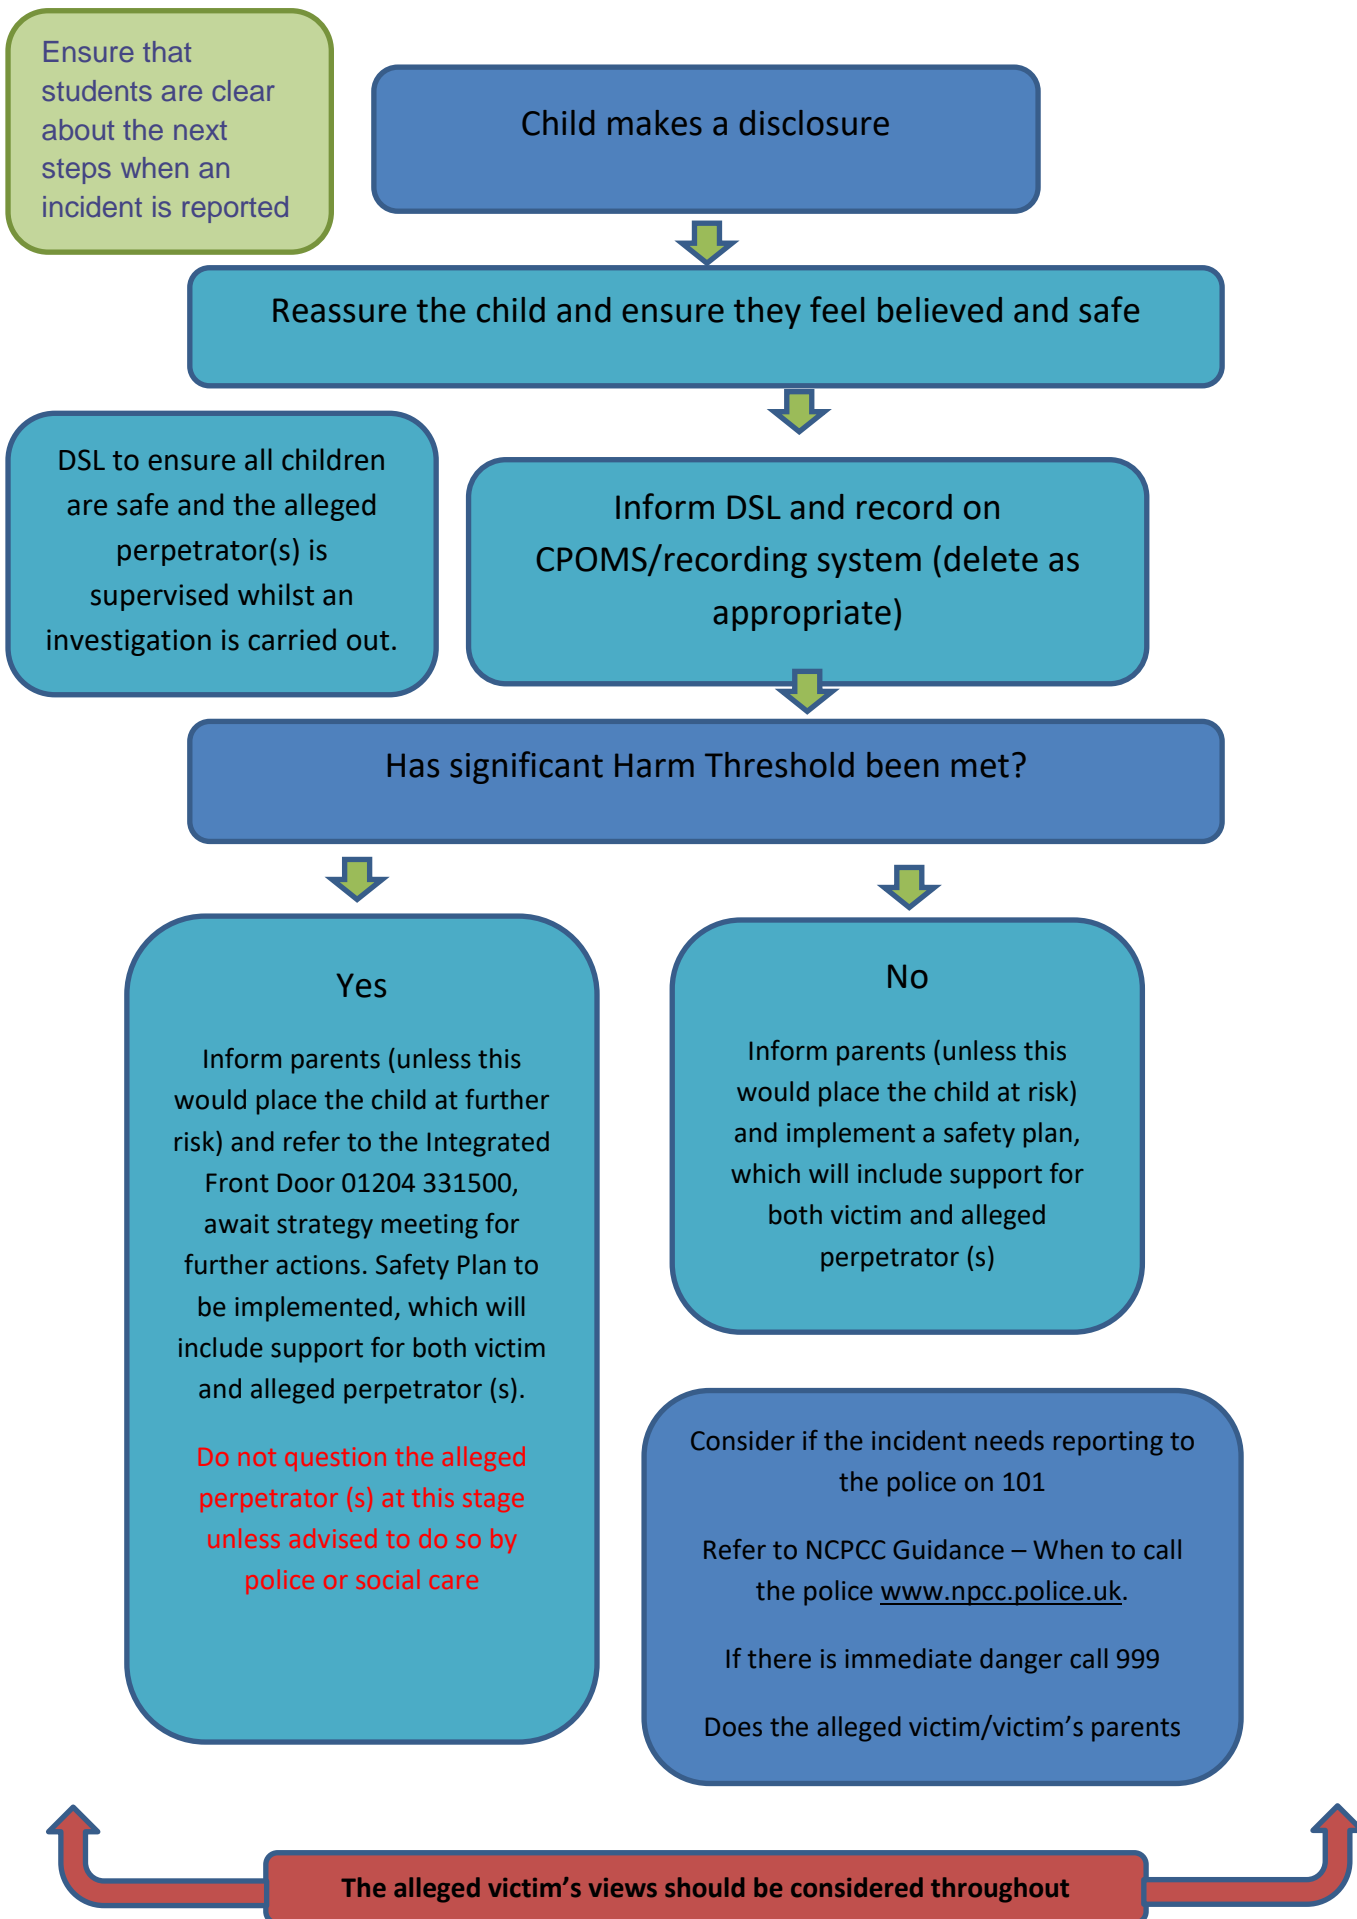 Ensure that
students are clear
about the next
steps when an
incident is reported
Child makes a disclosure
Reassure the child and ensure they feel believed and safe
DSL to ensure all children
are safe and the alleged
perpetrator(s) is
supervised whilst an
investigation is carried out.
Inform DSL and record on
CPOMS/recording system (delete as
appropriate)
Has significant Harm Threshold been met?
Yes
Inform parents (unless this
would place the child at further
risk) and refer to the Integrated
Front Door 01204 331500,
await strategy meeting for
further actions. Safety Plan to
be implemented, which will
include support for both victim
and alleged perpetrator (s).
Do not question the alleged
perpetrator (s) at this stage
unless advised to do so by
police or social care
No
Inform parents (unless this
would place the child at risk)
and implement a safety plan,
which will include support for
both victim and alleged
perpetrator (s)
Consider if the incident needs reporting to
the police on 101
Refer to NCPCC Guidance – When to call
the police www.npcc.police.uk.
If there is immediate danger call 999
Does the alleged victim/victim’s parents
The alleged victim’s views should be considered throughout